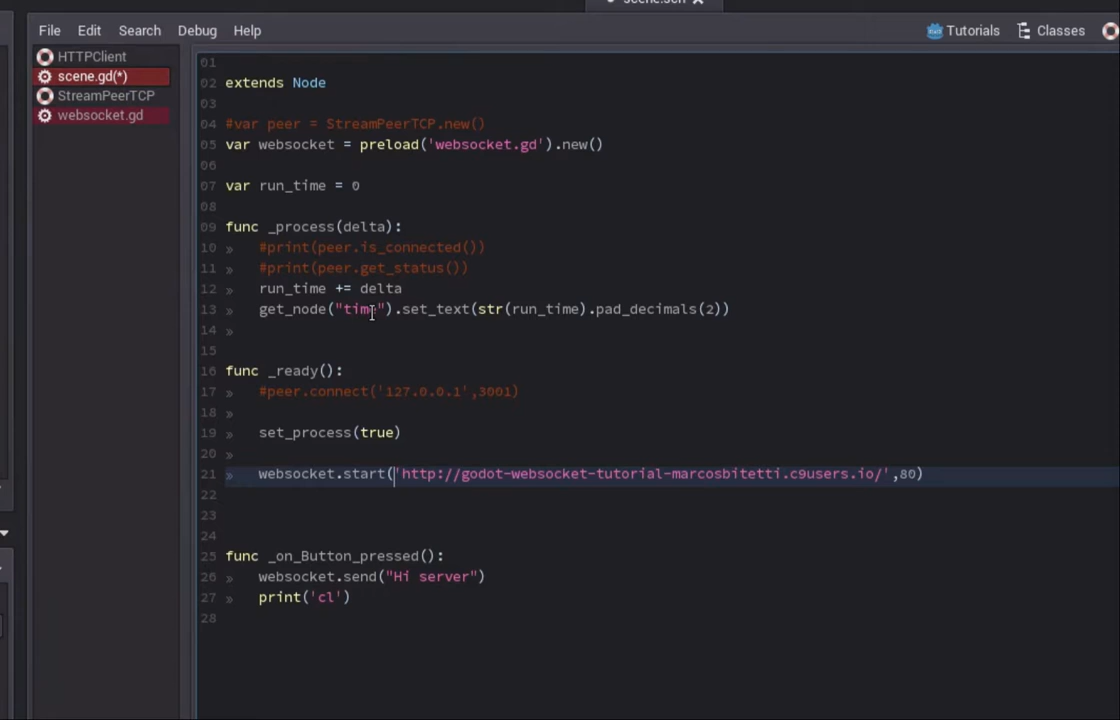 scene.scn ×
File Edit Search Debug Help Tutorials Classes
HTTPClient
scene.gd(*)
StreamPeerTCP
websocket.gd
01
02 extends Node
03
04 #var peer = StreamPeerTCP.new()
05 var websocket = preload('websocket.gd').new()
06
07 var run_time = 0
08
09 func _process(delta):
10 » #print(peer.is_connected())
11 » #print(peer.get_status())
12 » run_time += delta
13 » get_node("time").set_text(str(run_time).pad_decimals(2))
14 »
15
16 func _ready():
17 » #peer.connect('127.0.0.1',3001)
18 »
19 » set_process(true)
20 »
21 » websocket.start('http://godot-websocket-tutorial-marcosbitetti.c9users.io/',80)
22
23
24
25 func _on_Button_pressed():
26 » websocket.send("Hi server")
27 » print('cl')
28